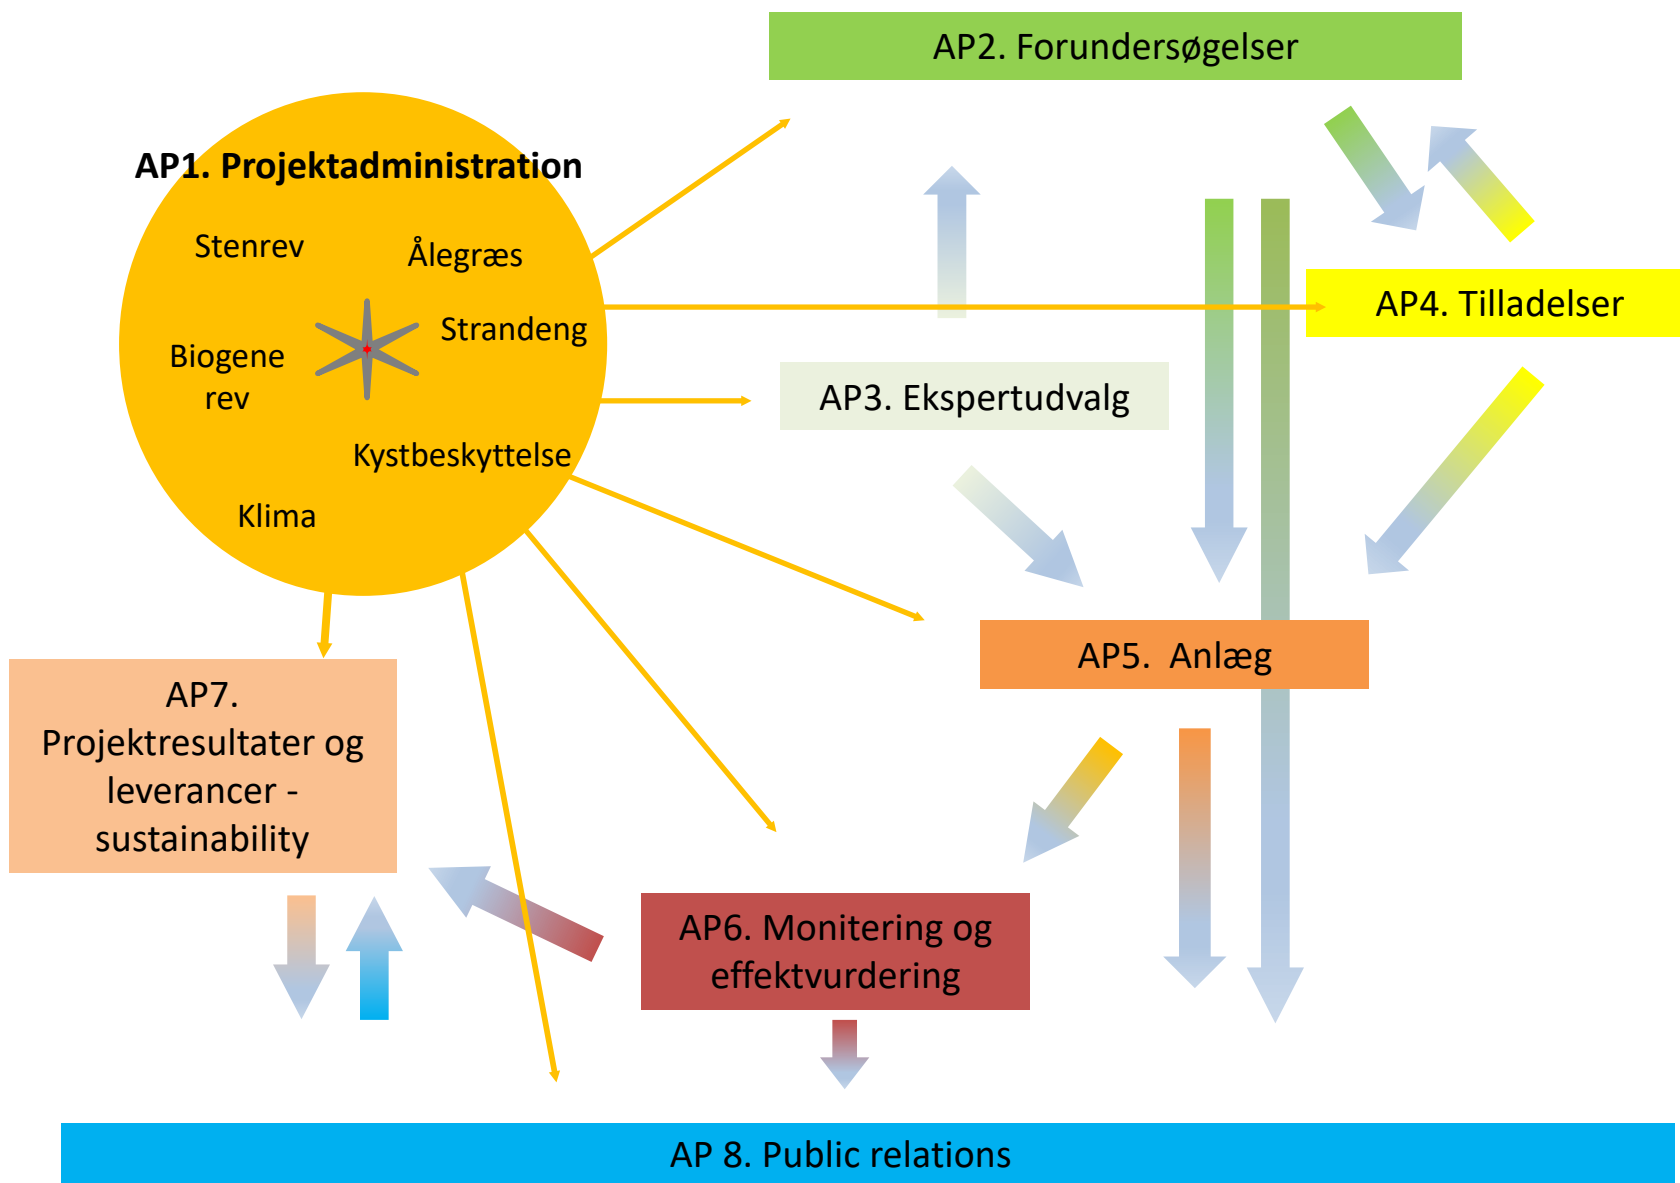 AP2. Forundersøgelser
AP1. Projektadministration
Stenrev
Ålegræs
Strandeng
Biogene
rev
Kystbeskyttelse
Klima
AP4. Tilladelser
AP3. Ekspertudvalg
AP5.  Anlæg
AP7.
Projektresultater og
leverancer -
sustainability
AP6. Monitering og
effektvurdering
AP 8. Public relations